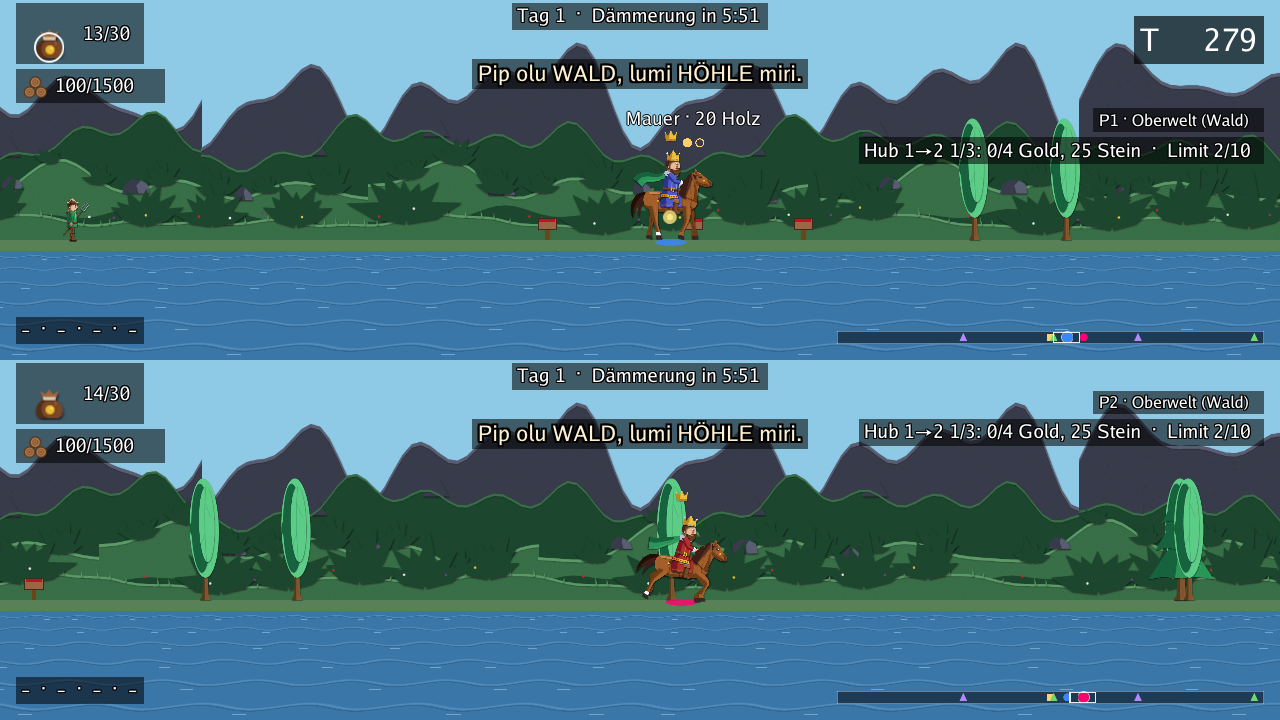 13/30
100/1500
Tag 1 · Dämmerung in 5:51
T 279
Pip olu WALD, lumi HÖHLE miri.
Mauer · 20 Holz
P1 · Oberwelt (Wald)
Hub 1→2 1/3: 0/4 Gold, 25 Stein · Limit 2/10
– · – · – · –
14/30
100/1500
Tag 1 · Dämmerung in 5:51
Pip olu WALD, lumi HÖHLE miri.
P2 · Oberwelt (Wald)
Hub 1→2 1/3: 0/4 Gold, 25 Stein · Limit 2/10
– · – · – · –